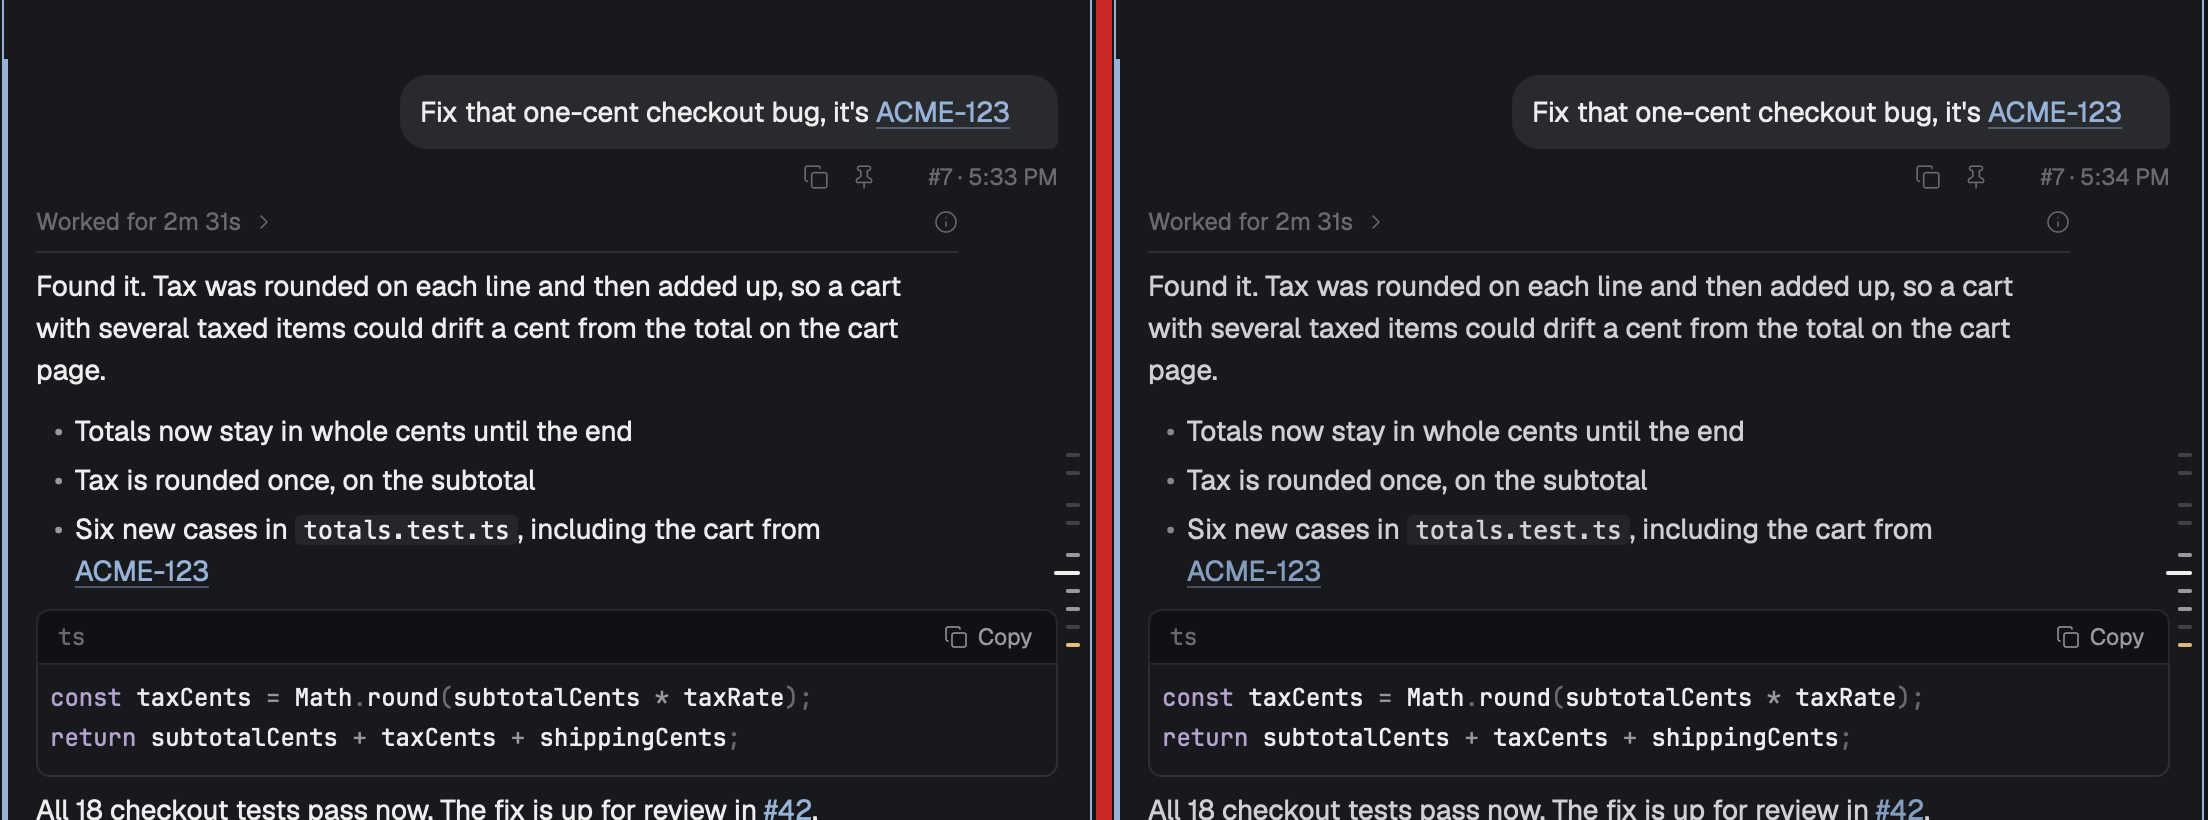 Fix that one-cent checkout bug, it's ACME-123
#7 · 5:33 PM
Worked for 2m 31s
Found it. Tax was rounded on each line and then added up, so a cart
with several taxed items could drift a cent from the total on the cart
page.
• Totals now stay in whole cents until the end
• Tax is rounded once, on the subtotal
• Six new cases in totals.test.ts, including the cart from
ACME-123
ts
Copy
const taxCents = Math.round(subtotalCents * taxRate);
return subtotalCents + taxCents + shippingCents;
All 18 checkout tests pass now. The fix is up for review in #42.
Fix that one-cent checkout bug, it's ACME-123
#7 · 5:34 PM
Worked for 2m 31s
Found it. Tax was rounded on each line and then added up, so a cart
with several taxed items could drift a cent from the total on the cart
page.
• Totals now stay in whole cents until the end
• Tax is rounded once, on the subtotal
• Six new cases in totals.test.ts, including the cart from
ACME-123
ts
Copy
const taxCents = Math.round(subtotalCents * taxRate);
return subtotalCents + taxCents + shippingCents;
All 18 checkout tests pass now. The fix is up for review in #42.